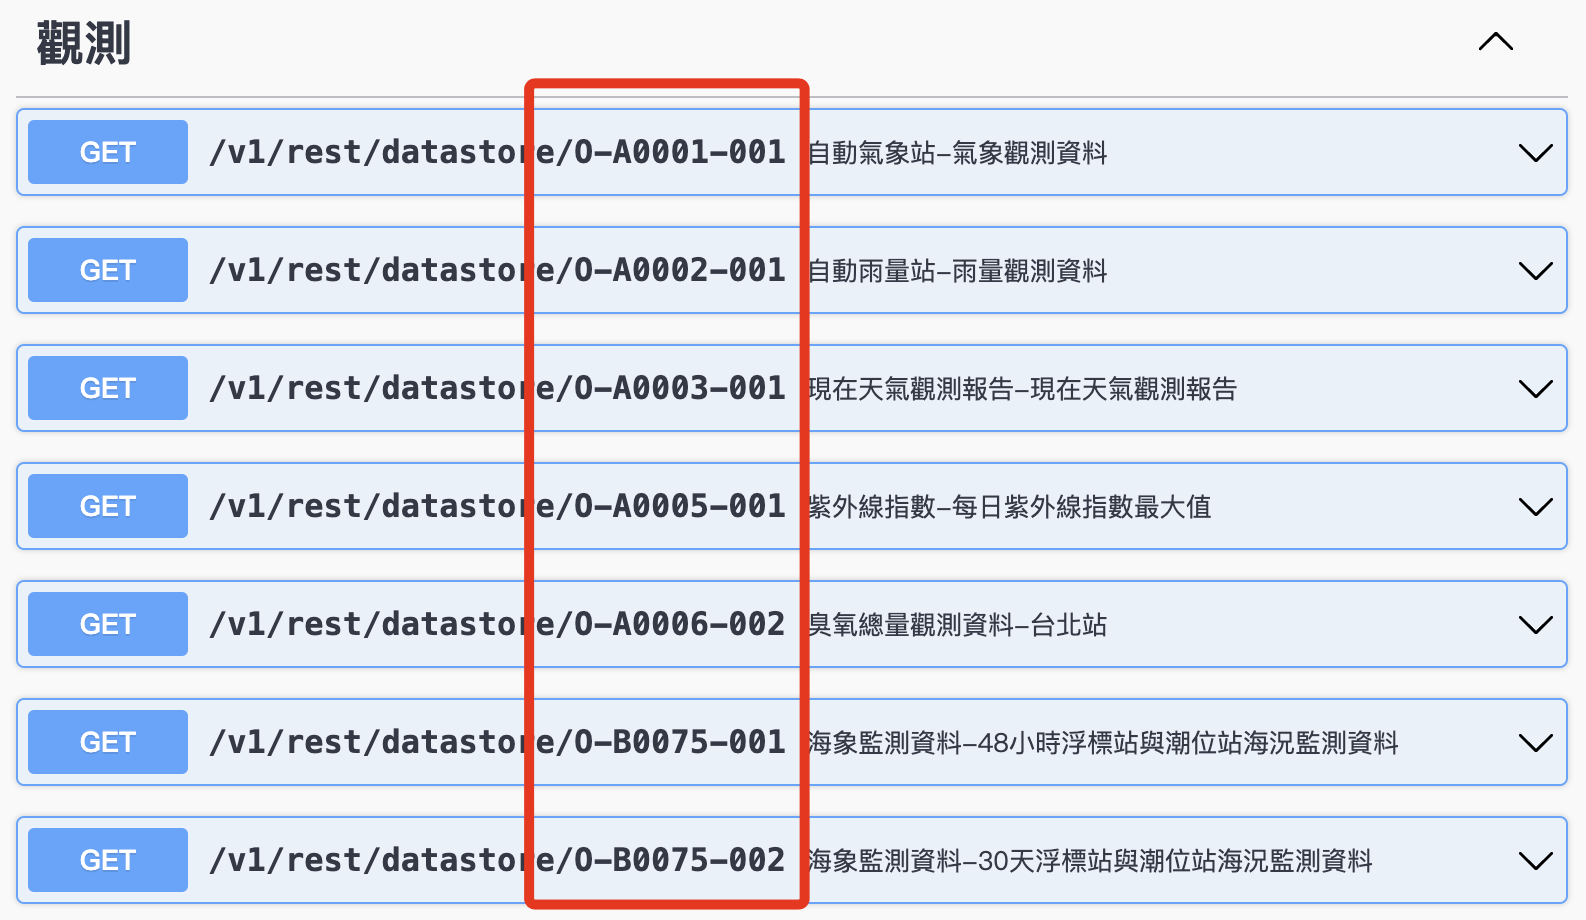 觀測
GET /v1/rest/datastore/O-A0001-001 自動氣象站-氣象觀測資料
GET /v1/rest/datastore/O-A0002-001 自動雨量站-雨量觀測資料
GET /v1/rest/datastore/O-A0003-001 現在天氣觀測報告-現在天氣觀測報告
GET /v1/rest/datastore/O-A0005-001 紫外線指數-每日紫外線指數最大值
GET /v1/rest/datastore/O-A0006-002 臭氧總量觀測資料-台北站
GET /v1/rest/datastore/O-B0075-001 海象監測資料-48小時浮標站與潮位站海況監測資料
GET /v1/rest/datastore/O-B0075-002 海象監測資料-30天浮標站與潮位站海況監測資料